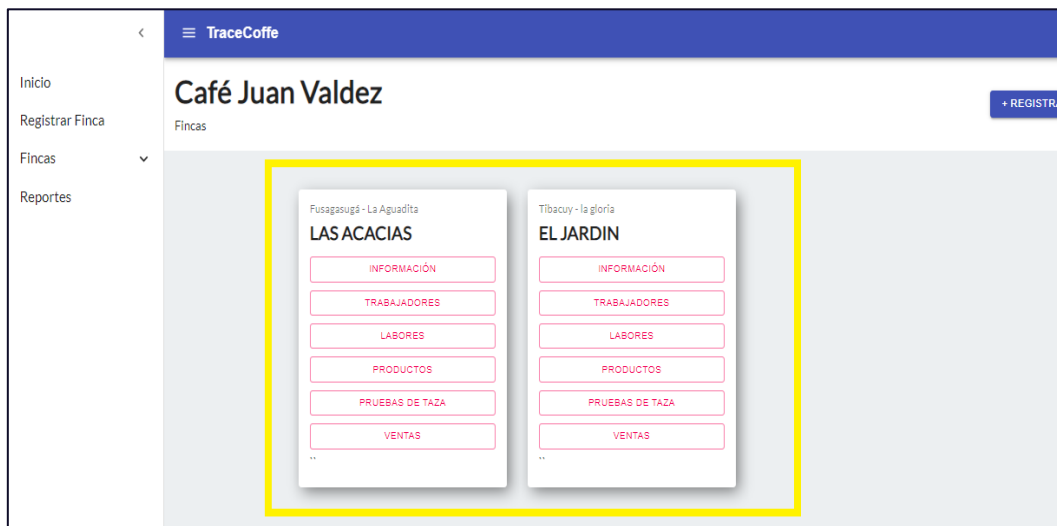 TraceCoffe
Inicio
Registrar Finca
Fincas
Reportes
Café Juan Valdez
Fincas
+ REGISTRA
Fusagasugá - La Aguadita
LAS ACACIAS
INFORMACIÓN
TRABAJADORES
LABORES
PRODUCTOS
PRUEBAS DE TAZA
VENTAS
..
Tibacuy - la gloria
EL JARDIN
INFORMACIÓN
TRABAJADORES
LABORES
PRODUCTOS
PRUEBAS DE TAZA
VENTAS
..